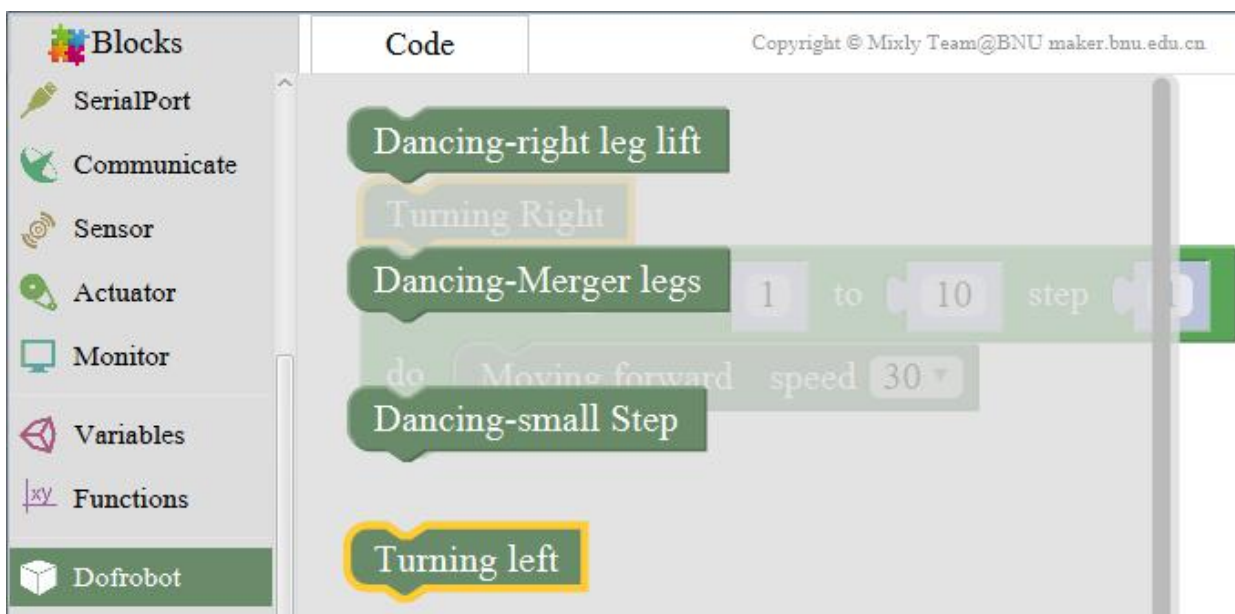 Blocks
Code
Copyright © Mixly Team@BNU maker.bnu.edu.cn
SerialPort
Communicate
Sensor
Actuator
Monitor
Variables
xy
Functions
Dofrobot
Dancing-right leg lift
Turning Right
Dancing-Merger legs
1 to 10 step 1
do Moving forward speed 30
Dancing-small Step
Turning left